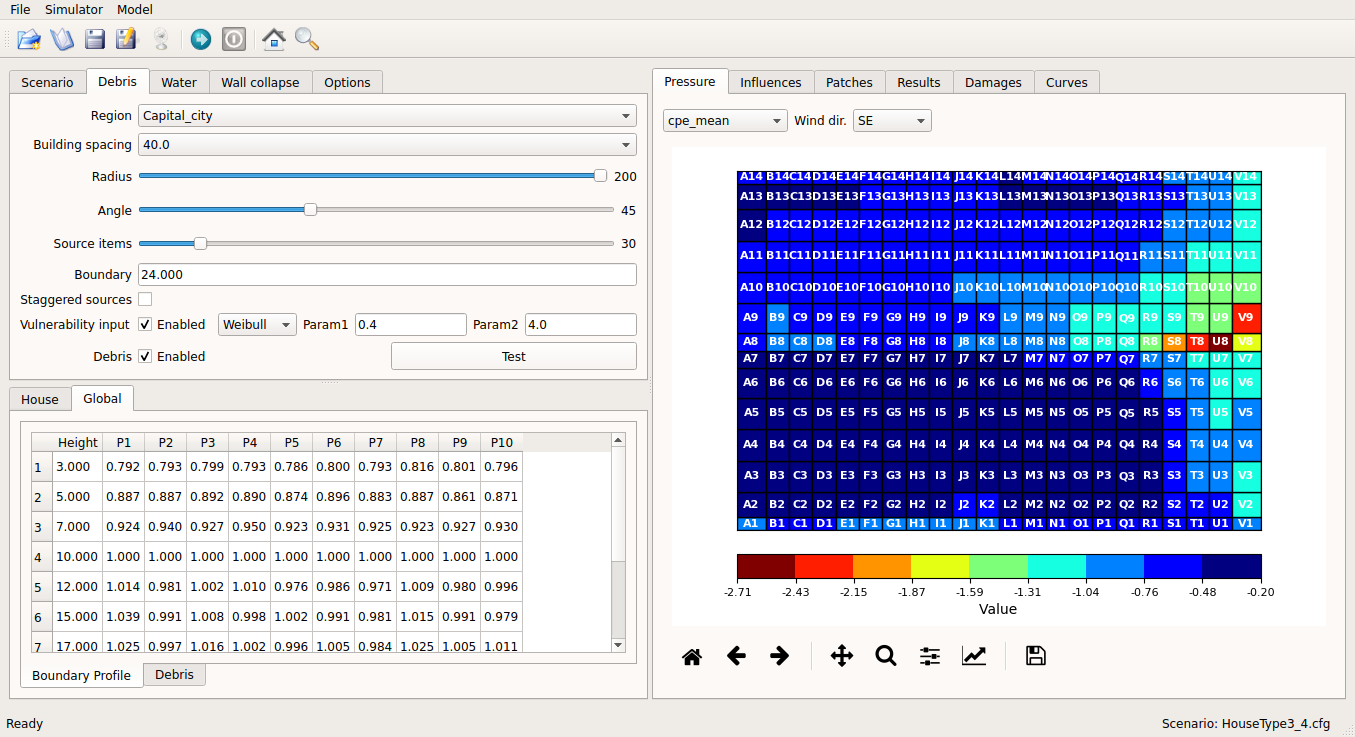 File Simulator Model
Scenario Debris Water Wall collapse Options
Region Capital_city
Building spacing 40.0
Radius 200
Angle 45
Source items 30
Boundary 24.000
Staggered sources
Vulnerability input Enabled Weibull Param1 0.4 Param2 4.0
Debris Enabled Test
House Global
Height P1 P2 P3 P4 P5 P6 P7 P8 P9 P10
1 3.000 0.792 0.793 0.799 0.793 0.786 0.800 0.793 0.816 0.801 0.796
2 5.000 0.887 0.887 0.892 0.890 0.874 0.896 0.883 0.887 0.861 0.871
3 7.000 0.924 0.940 0.927 0.950 0.923 0.931 0.925 0.923 0.927 0.930
4 10.000 1.000 1.000 1.000 1.000 1.000 1.000 1.000 1.000 1.000 1.000
5 12.000 1.014 0.981 1.002 1.010 0.976 0.986 0.971 1.009 0.980 0.996
6 15.000 1.039 0.991 1.008 0.998 1.002 0.991 0.981 1.015 0.991 0.979
7 17.000 1.025 0.997 1.016 1.002 0.996 1.005 0.984 1.025 1.005 1.011
Boundary Profile Debris
Pressure Influences Patches Results Damages Curves
cpe_mean Wind dir. SE
A14 B14 C14 D14 E14 F14 G14 H14 I14 J14 K14 L14 M14 N14 O14 P14 Q14 R14 S14 T14 U14 V14
A13 B13 C13 D13 E13 F13 G13 H13 I13 J13 K13 L13 M13 N13 O13 P13 Q13 R13 S13 T13 U13 V13
A12 B12 C12 D12 E12 F12 G12 H12 I12 J12 K12 L12 M12 N12 O12 P12 Q12 R12 S12 T12 U12 V12
A11 B11 C11 D11 E11 F11 G11 H11 I11 J11 K11 L11 M11 N11 O11 P11 Q11 R11 S11 T11 U11 V11
A10 B10 C10 D10 E10 F10 G10 H10 I10 J10 K10 L10 M10 N10 O10 P10 Q10 R10 S10 T10 U10 V10
A9 B9 C9 D9 E9 F9 G9 H9 I9 J9 K9 L9 M9 N9 O9 P9 Q9 R9 S9 T9 U9 V9
A8 B8 C8 D8 E8 F8 G8 H8 I8 J8 K8 L8 M8 N8 O8 P8 Q8 R8 S8 T8 U8 V8
A7 B7 C7 D7 E7 F7 G7 H7 I7 J7 K7 L7 M7 N7 O7 P7 Q7 R7 S7 T7 U7 V7
A6 B6 C6 D6 E6 F6 G6 H6 I6 J6 K6 L6 M6 N6 O6 P6 Q6 R6 S6 T6 U6 V6
A5 B5 C5 D5 E5 F5 G5 H5 I5 J5 K5 L5 M5 N5 O5 P5 Q5 R5 S5 T5 U5 V5
A4 B4 C4 D4 E4 F4 G4 H4 I4 J4 K4 L4 M4 N4 O4 P4 Q4 R4 S4 T4 U4 V4
A3 B3 C3 D3 E3 F3 G3 H3 I3 J3 K3 L3 M3 N3 O3 P3 Q3 R3 S3 T3 U3 V3
A2 B2 C2 D2 E2 F2 G2 H2 I2 J2 K2 L2 M2 N2 O2 P2 Q2 R2 S2 T2 U2 V2
A1 B1 C1 D1 E1 F1 G1 H1 I1 J1 K1 L1 M1 N1 O1 P1 Q1 R1 S1 T1 U1 V1
-2.71 -2.43 -2.15 -1.87 -1.59 -1.31 -1.04 -0.76 -0.48 -0.20
Value
Ready Scenario: HouseType3_4.cfg